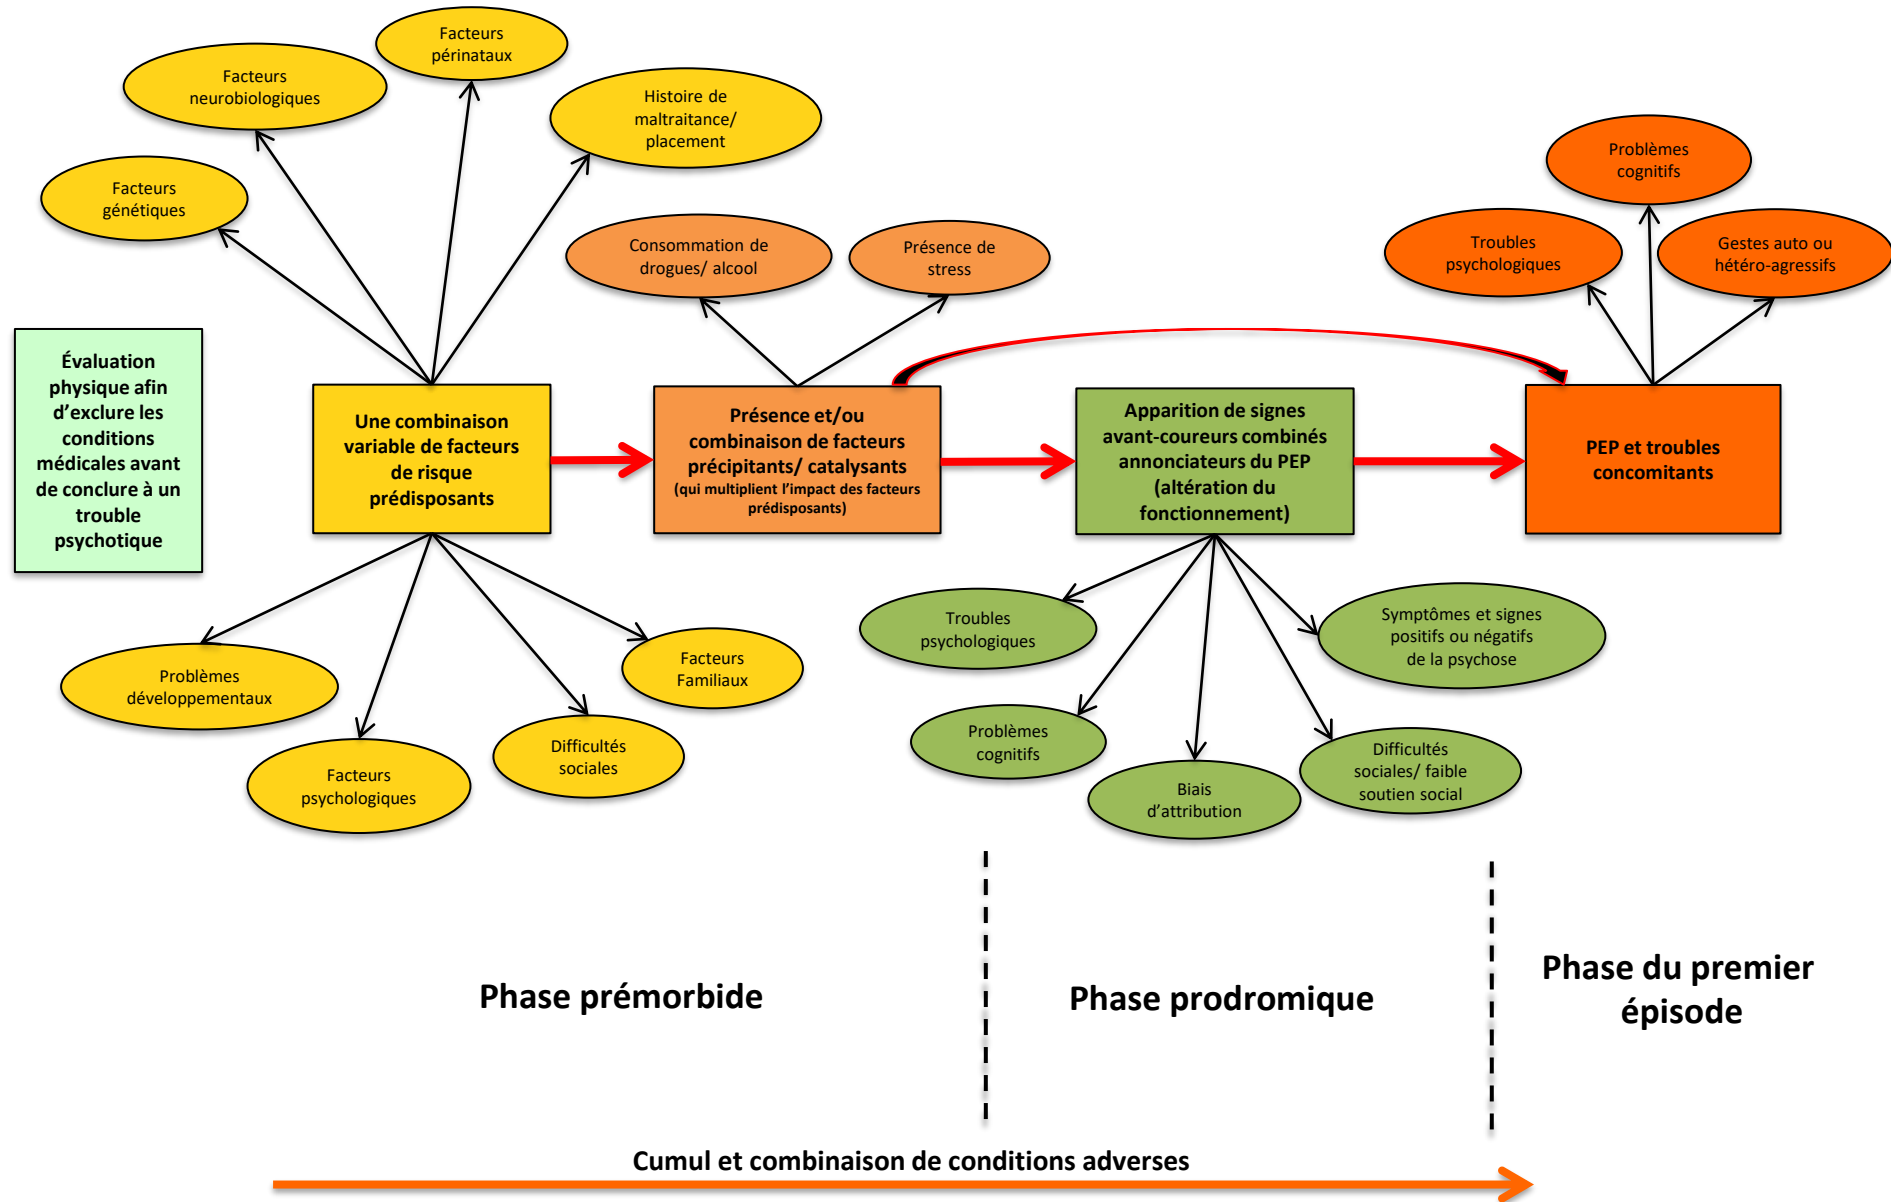 Facteurs
périnataux
Facteurs
neurobiologiques
Histoire de
maltraitance/
placement
Facteurs
génétiques
Consommation de
drogues/ alcool
Présence de
stress
Problèmes
cognitifs
Troubles
psychologiques
Gestes auto ou
hétéro-agressifs
Évaluation
physique afin
d'exclure les
conditions
médicales avant
de conclure à un
trouble
psychotique
Une combinaison
variable de facteurs
de risque
prédisposants
Présence et/ou
combinaison de facteurs
précipitants/ catalysants
(qui multiplient l'impact des facteurs
prédisposants)
Apparition de signes
avant-coureurs combinés
annonciateurs du PEP
(altération du
fonctionnement)
PEP et troubles
concomitants
Problèmes
développementaux
Facteurs
psychologiques
Difficultés
sociales
Facteurs
Familiaux
Troubles
psychologiques
Problèmes
cognitifs
Biais
d'attribution
Difficultés
sociales/ faible
soutien social
Symptômes et signes
positifs ou négatifs
de la psychose
Phase prémorbide
Phase prodromique
Phase du premier
épisode
Cumul et combinaison de conditions adverses